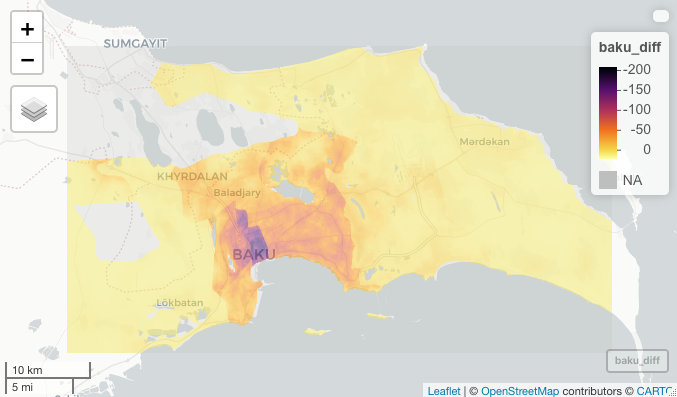 +
−
SUMGAYIT
baku_diff
-200
-150
-100
-50
0
NA
Mərdəkan
KHYRDALAN
Baladjary
BAKU
Lökbatan
baku_diff
10 km
5 mi
Leaflet | © OpenStreetMap contributors © CARTO